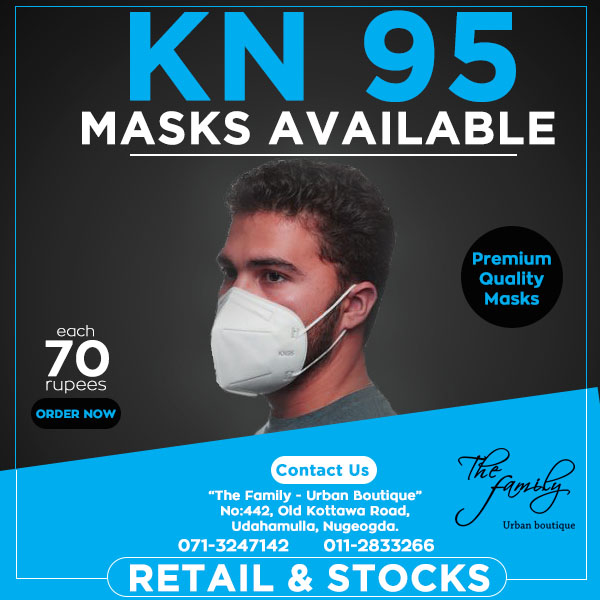 KN 95
MASKS AVAILABLE
Premium
Quality
Masks
KN95
each
70
rupees
ORDER NOW
Contact Us
“The Family - Urban Boutique”
No:442, Old Kottawa Road,
Udahamulla, Nugeogda.
071-3247142 011-2833266
The
family
Urban boutique
RETAIL & STOCKS